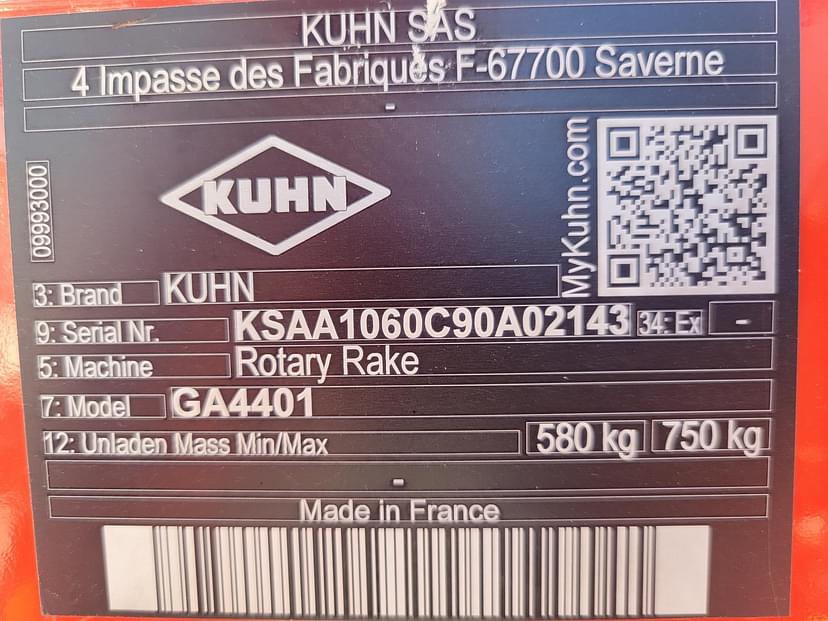 KUHN SAS
4 Impasse des Fabriques F-67700 Saverne
-
09993000
KUHN
MyKuhn.com
3: Brand KUHN
9: Serial Nr. KSAA1060C90A02143 34: Ex -
5: Machine Rotary Rake
7: Model GA4401
12: Unladen Mass Min/Max 580 kg 750 kg
-
Made in France